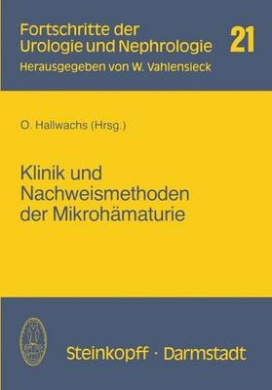 Fortschritte der
Urologie und Nephrologie
21
Herausgegeben von W. Vahlensieck
O. Hallwachs (Hrsg.)
Klinik und
Nachweismethoden
der Mikrohämaturie
Steinkopff · Darmstadt